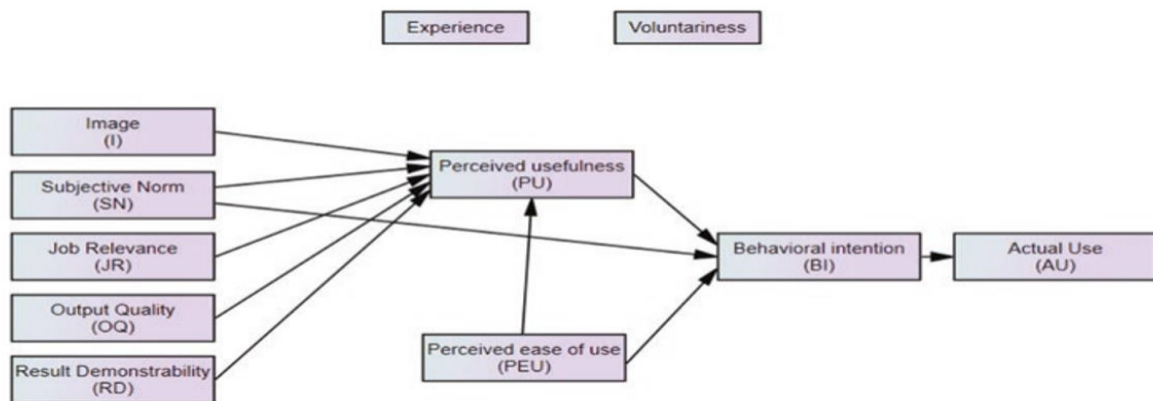 Experience
Voluntariness
Image
(I)
Subjective Norm
(SN)
Job Relevance
(JR)
Output Quality
(OQ)
Result Demonstrability
(RD)
Perceived usefulness
(PU)
Perceived ease of use
(PEU)
Behavioral intention
(BI)
Actual Use
(AU)